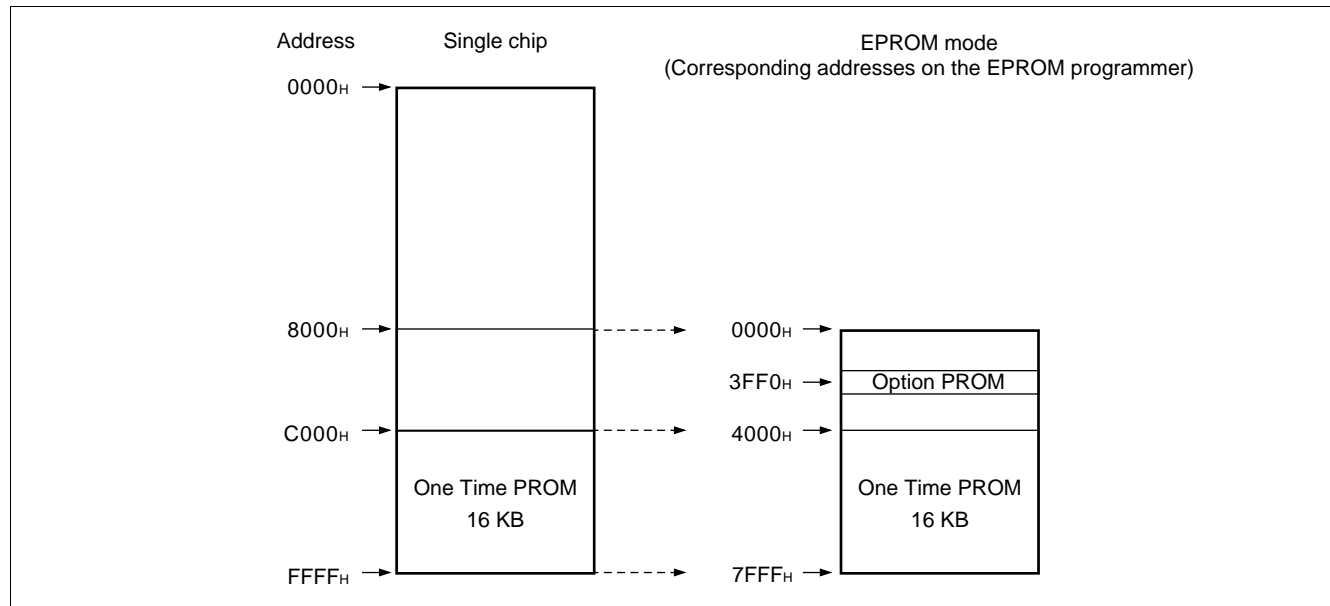 Address
Single chip
EPROM mode
(Corresponding addresses on the EPROM programmer)
0000H
8000H
0000H
3FF0H
Option PROM
C000H
4000H
One Time PROM
16 KB
One Time PROM
16 KB
FFFFH
7FFFH